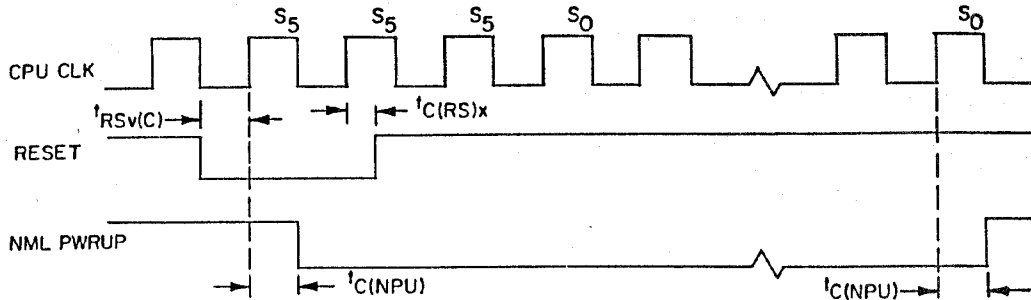 S5 S5 S5 S0 S0
CPU CLK
tRSv(C) tC(RS)x
RESET
NML PWRUP
tC(NPU) tC(NPU)